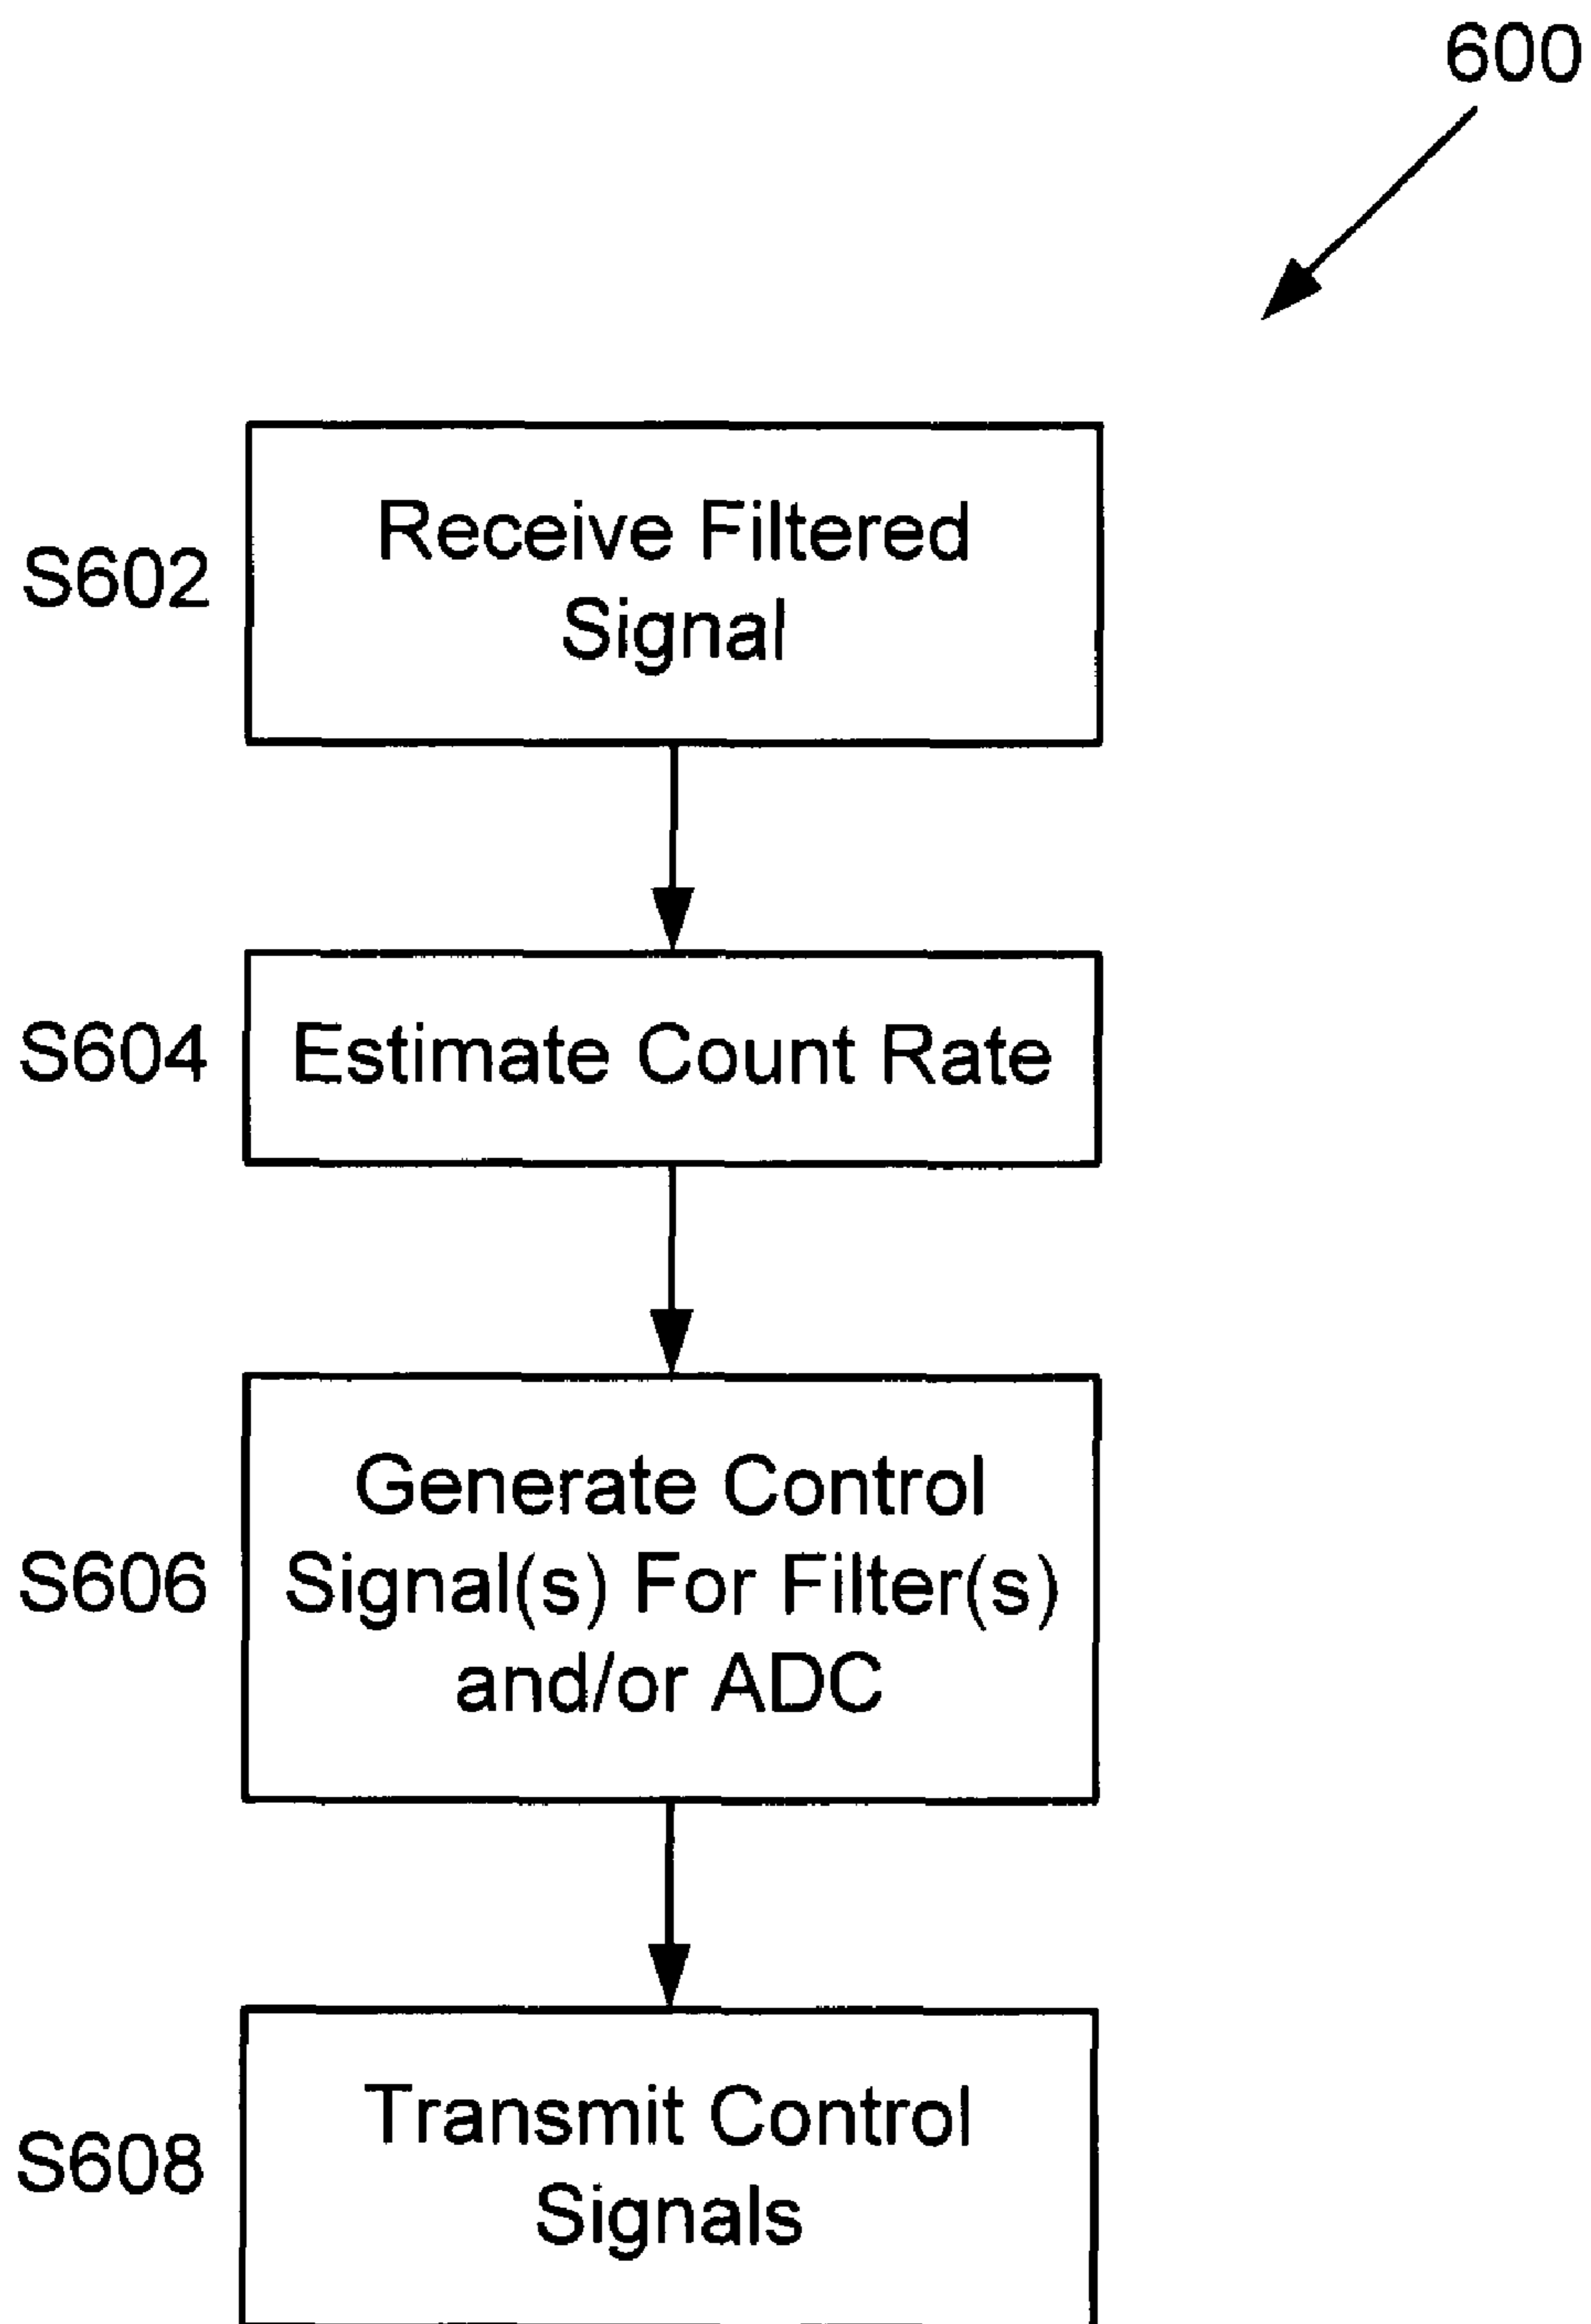 600
S602
Receive Filtered
Signal
S604
Estimate Count Rate
S606
Generate Control
Signal(s) For Filter(s)
and/or ADC
S608
Transmit Control
Signals